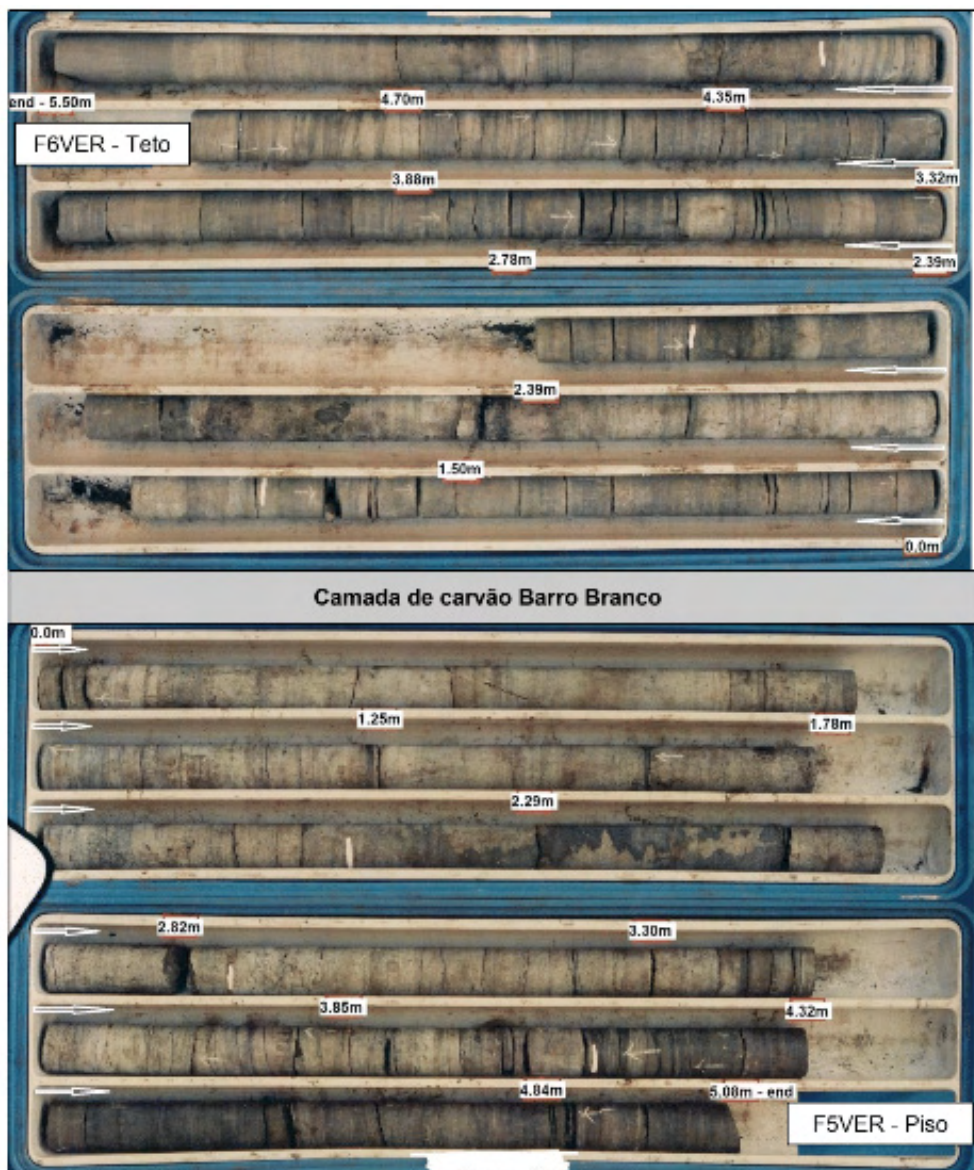 end - 5.50m
4.70m
4.35m
F6VER - Teto
3.88m
3.32m
2.78m
2.39m
2.39m
1.50m
0.0m
Camada de carvão Barro Branco
0.0m
1.25m
1.78m
2.29m
2.82m
3.30m
3.85m
4.32m
4.84m
5.08m - end
F5VER - Piso